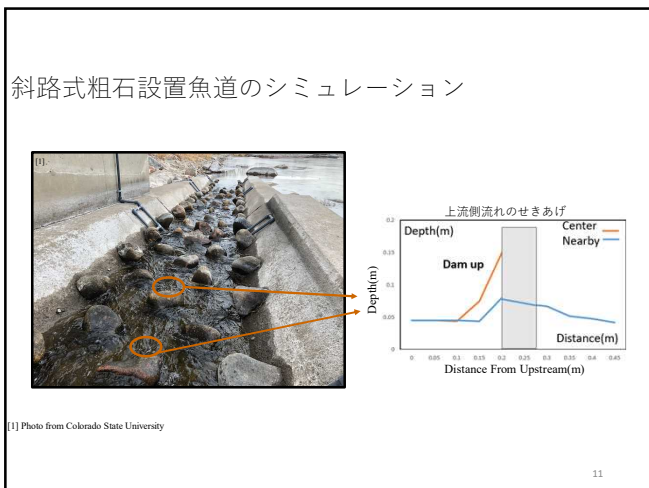 斜路式粗石設置魚道のシミュレーション
[1].
上流側流れのせきあげ
Depth(m)
Center
Nearby
Dam up
Distance(m)
Depth(m)
0.2
0.15
0.1
0.05
0
0 0.05 0.1 0.15 0.2 0.25 0.3 0.35 0.4 0.45
Distance From Upstream(m)
[1] Photo from Colorado State University
11